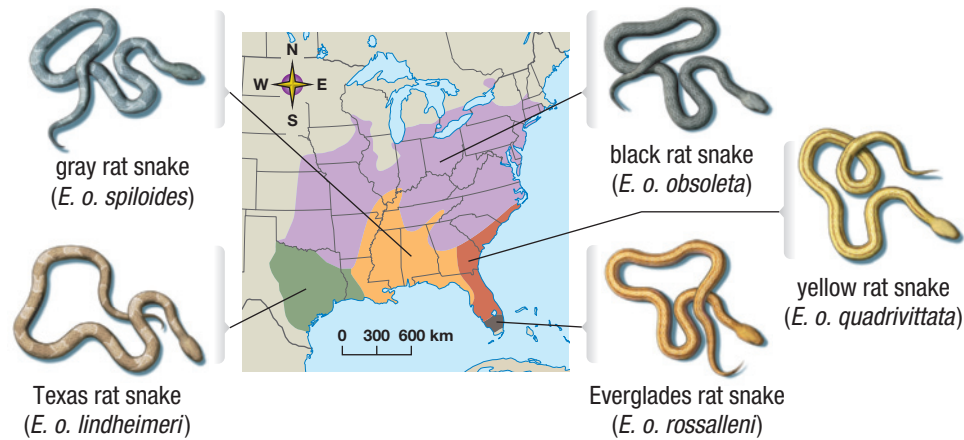 gray rat snake
(E. o. spiloides)
N
W E
S
black rat snake
(E. o. obsoleta)
yellow rat snake
(E. o. quadrivittata)
Texas rat snake
(E. o. lindheimeri)
0 300 600 km
Everglades rat snake
(E. o. rossalleni)